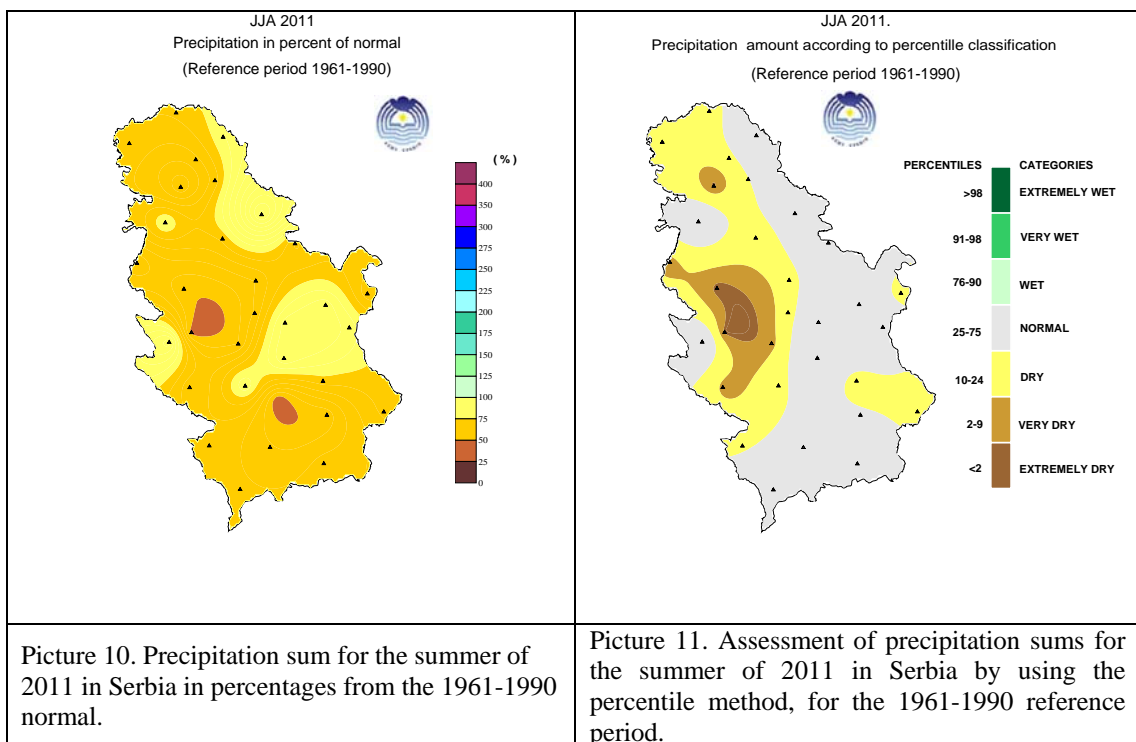 JJA 2011
Precipitation in percent of normal
(Reference period 1961-1990)
(%)
400
350
300
275
250
225
200
175
150
125
100
75
50
25
0
JJA 2011.
Precipitation amount according to percentille classification
(Reference period 1961-1990)
PERCENTILES CATEGORIES
>98 EXTREMELY WET
91-98 VERY WET
76-90 WET
25-75 NORMAL
10-24 DRY
2-9 VERY DRY
<2 EXTREMELY DRY
Picture 10. Precipitation sum for the summer of
2011 in Serbia in percentages from the 1961-1990
normal.
Picture 11. Assessment of precipitation sums for
the summer of 2011 in Serbia by using the
percentile method, for the 1961-1990 reference
period.